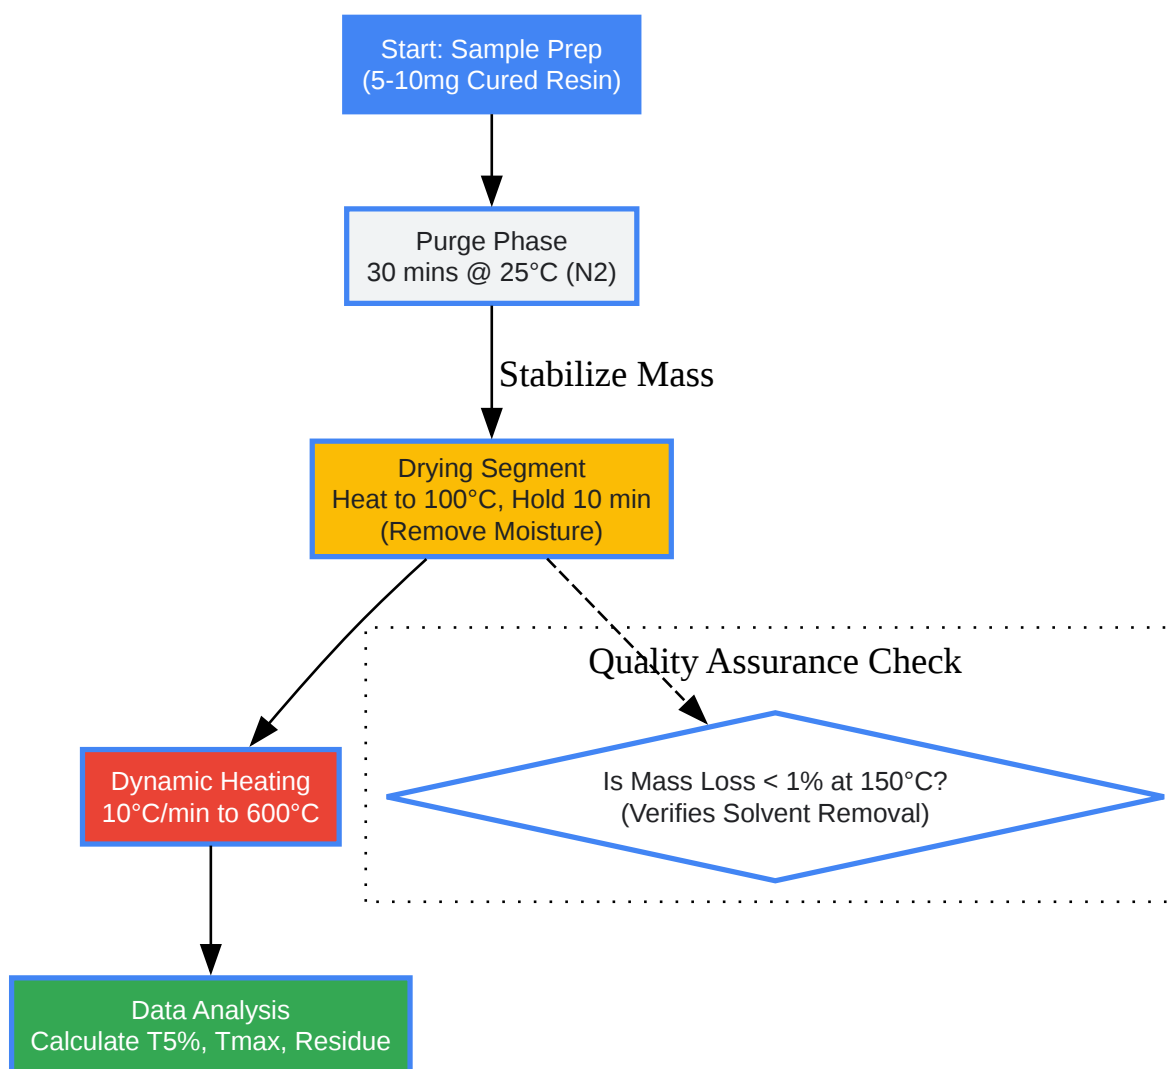 Start: Sample Prep
(5-10mg Cured Resin)
Purge Phase
30 mins @ 25°C (N2)
Stabilize Mass
Drying Segment
Heat to 100°C, Hold 10 min
(Remove Moisture)
Quality Assurance Check
Dynamic Heating
10°C/min to 600°C
Is Mass Loss < 1% at 150°C?
(Verifies Solvent Removal)
Data Analysis
Calculate T5%, Tmax, Residue